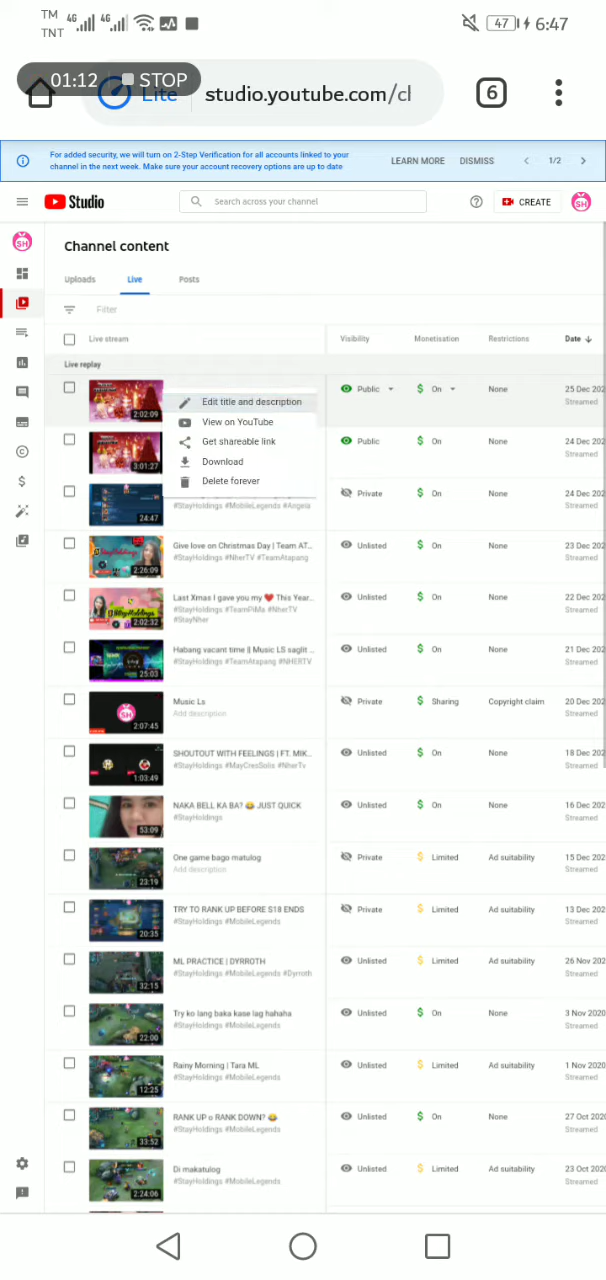 TM
TNT
4G
4G
47
6:47
01:12
STOP
Lite
studio.youtube.com/cl
6
For added security, we will turn on 2-Step Verification for all accounts linked to your
channel in the next week. Make sure your account recovery options are up to date
LEARN MORE
DISMISS
1/2
Studio
Search across your channel
CREATE
SH
SH
Channel content
Uploads
Live
Posts
Filter
Live stream
Visibility
Monetisation
Restrictions
Date
Live replay
2:02:09
Edit title and description
View on YouTube
Get shareable link
Download
Delete forever
Public
On
None
25 Dec 202
Streamed
3:01:27
Public
On
None
24 Dec 202
Streamed
24:47
#StayHoldings #MobileLegends #Angela
Private
On
None
24 Dec 202
Streamed
2:26:09
Give love on Christmas Day | Team AT...
#StayHoldings #NherTV #TeamAtapang
Unlisted
On
None
23 Dec 202
Streamed
2:02:32
Last Xmas I gave you my ❤️ This Year...
#StayHoldings #TeamPiMa #NherTV
#StayNher
Unlisted
On
None
22 Dec 202
Streamed
25:03
Habang vacant time || Music LS saglit ...
#StayHoldings #TeamAtapang #NHERTV
Unlisted
On
None
21 Dec 202
Streamed
SH
2:07:45
Music Ls
Add description
Private
Sharing
Copyright claim
20 Dec 202
Streamed
1:03:49
SHOUTOUT WITH FEELINGS | FT. MIK...
#StayHoldings #MayCresSolis #NherTv
Unlisted
On
None
18 Dec 202
Streamed
53:09
NAKA BELL KA BA? 😂 JUST QUICK
#StayHoldings
Unlisted
On
None
16 Dec 202
Streamed
23:19
One game bago matulog
Add description
Private
Limited
Ad suitability
15 Dec 202
Streamed
20:35
TRY TO RANK UP BEFORE S18 ENDS
#StayHoldings #MobileLegends
Private
Limited
Ad suitability
13 Dec 202
Streamed
32:15
ML PRACTICE | DYRROTH
#StayHoldings #MobileLegends #Dyrroth
Unlisted
Limited
Ad suitability
26 Nov 202
Streamed
22:00
Try ko lang baka kase lag hahaha
#StayHoldings #MobileLegends
Unlisted
On
None
3 Nov 2020
Streamed
12:25
Rainy Morning | Tara ML
#StayHoldings #MobileLegends
Unlisted
Limited
Ad suitability
1 Nov 2020
Streamed
33:52
RANK UP o RANK DOWN? 😂
#StayHoldings #MobileLegends
Unlisted
On
None
27 Oct 2020
Streamed
2:24:06
Di makatulog
#StayHoldings #MobileLegends
Unlisted
Limited
Ad suitability
23 Oct 2020
Streamed